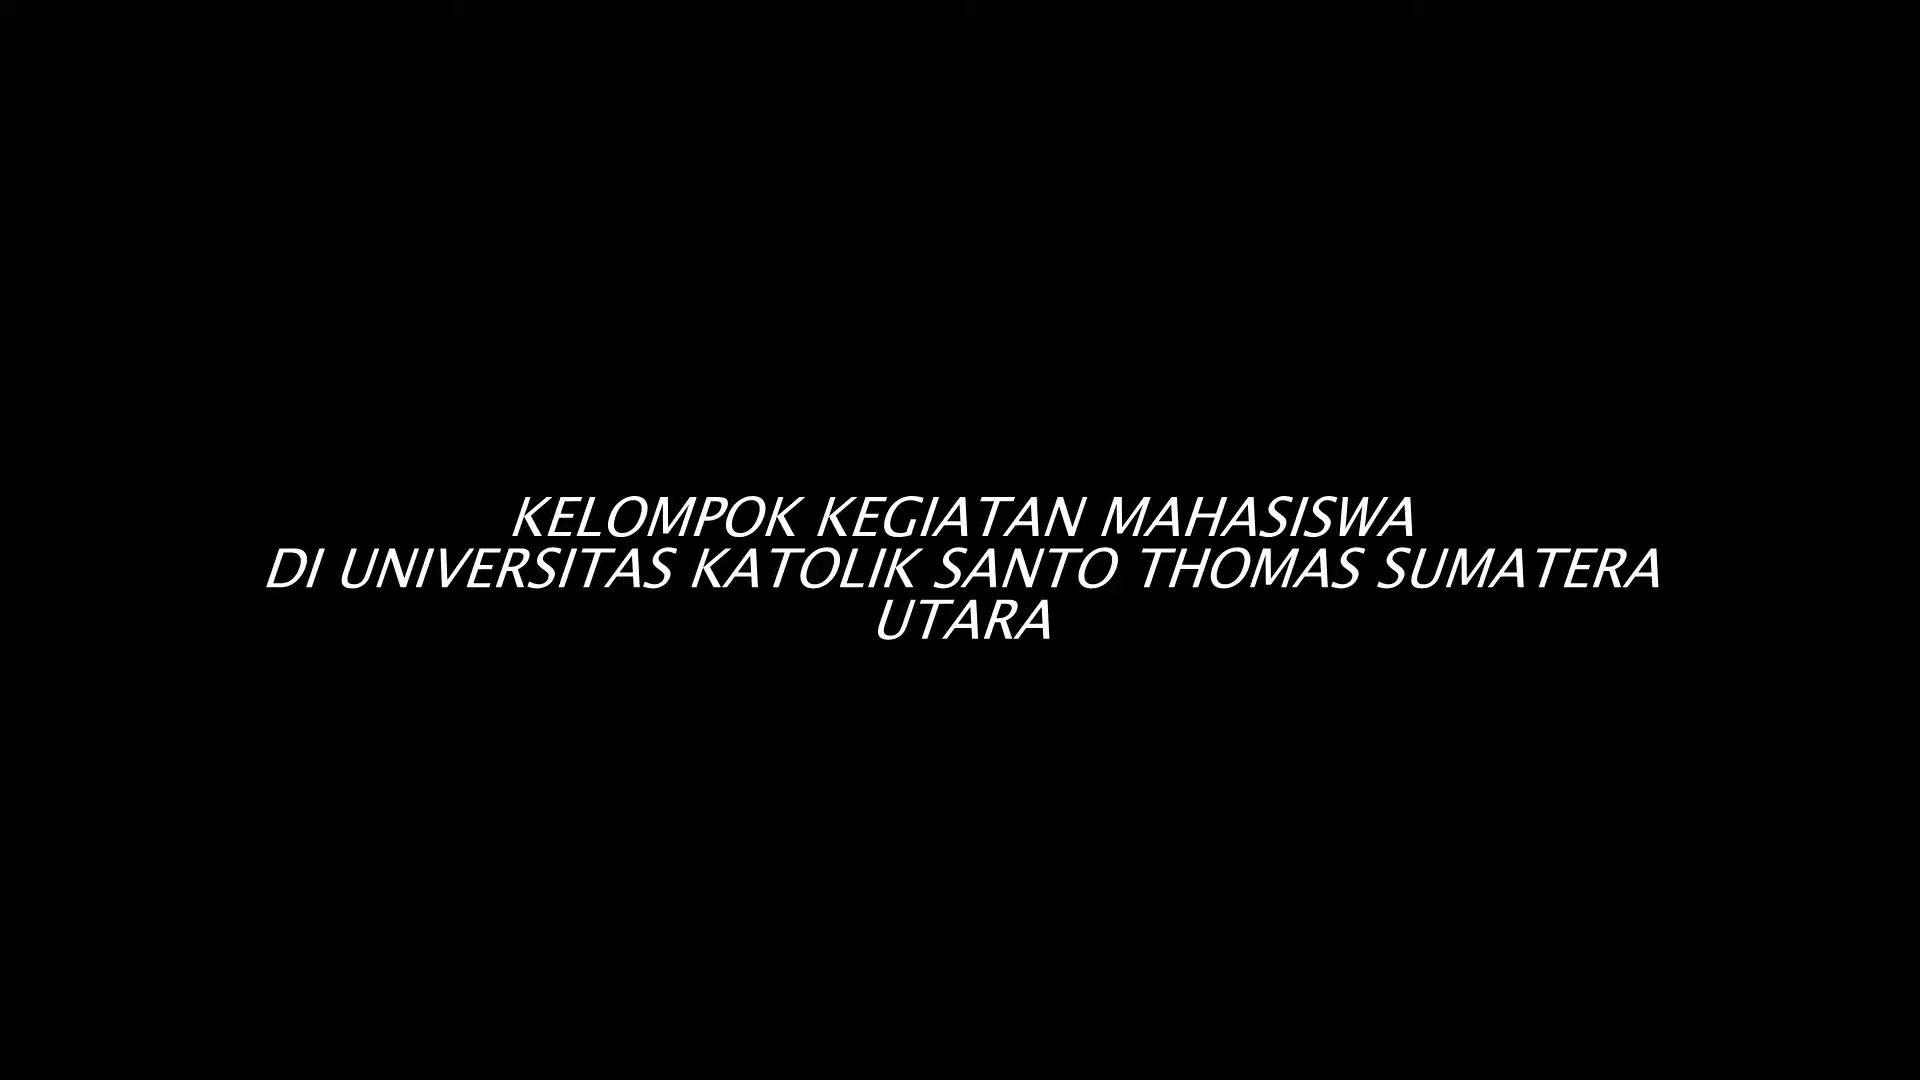 KELOMPOK KEGIATAN MAHASISWA
DI UNIVERSITAS KATOLIK SANTO THOMAS SUMATERA
UTARA